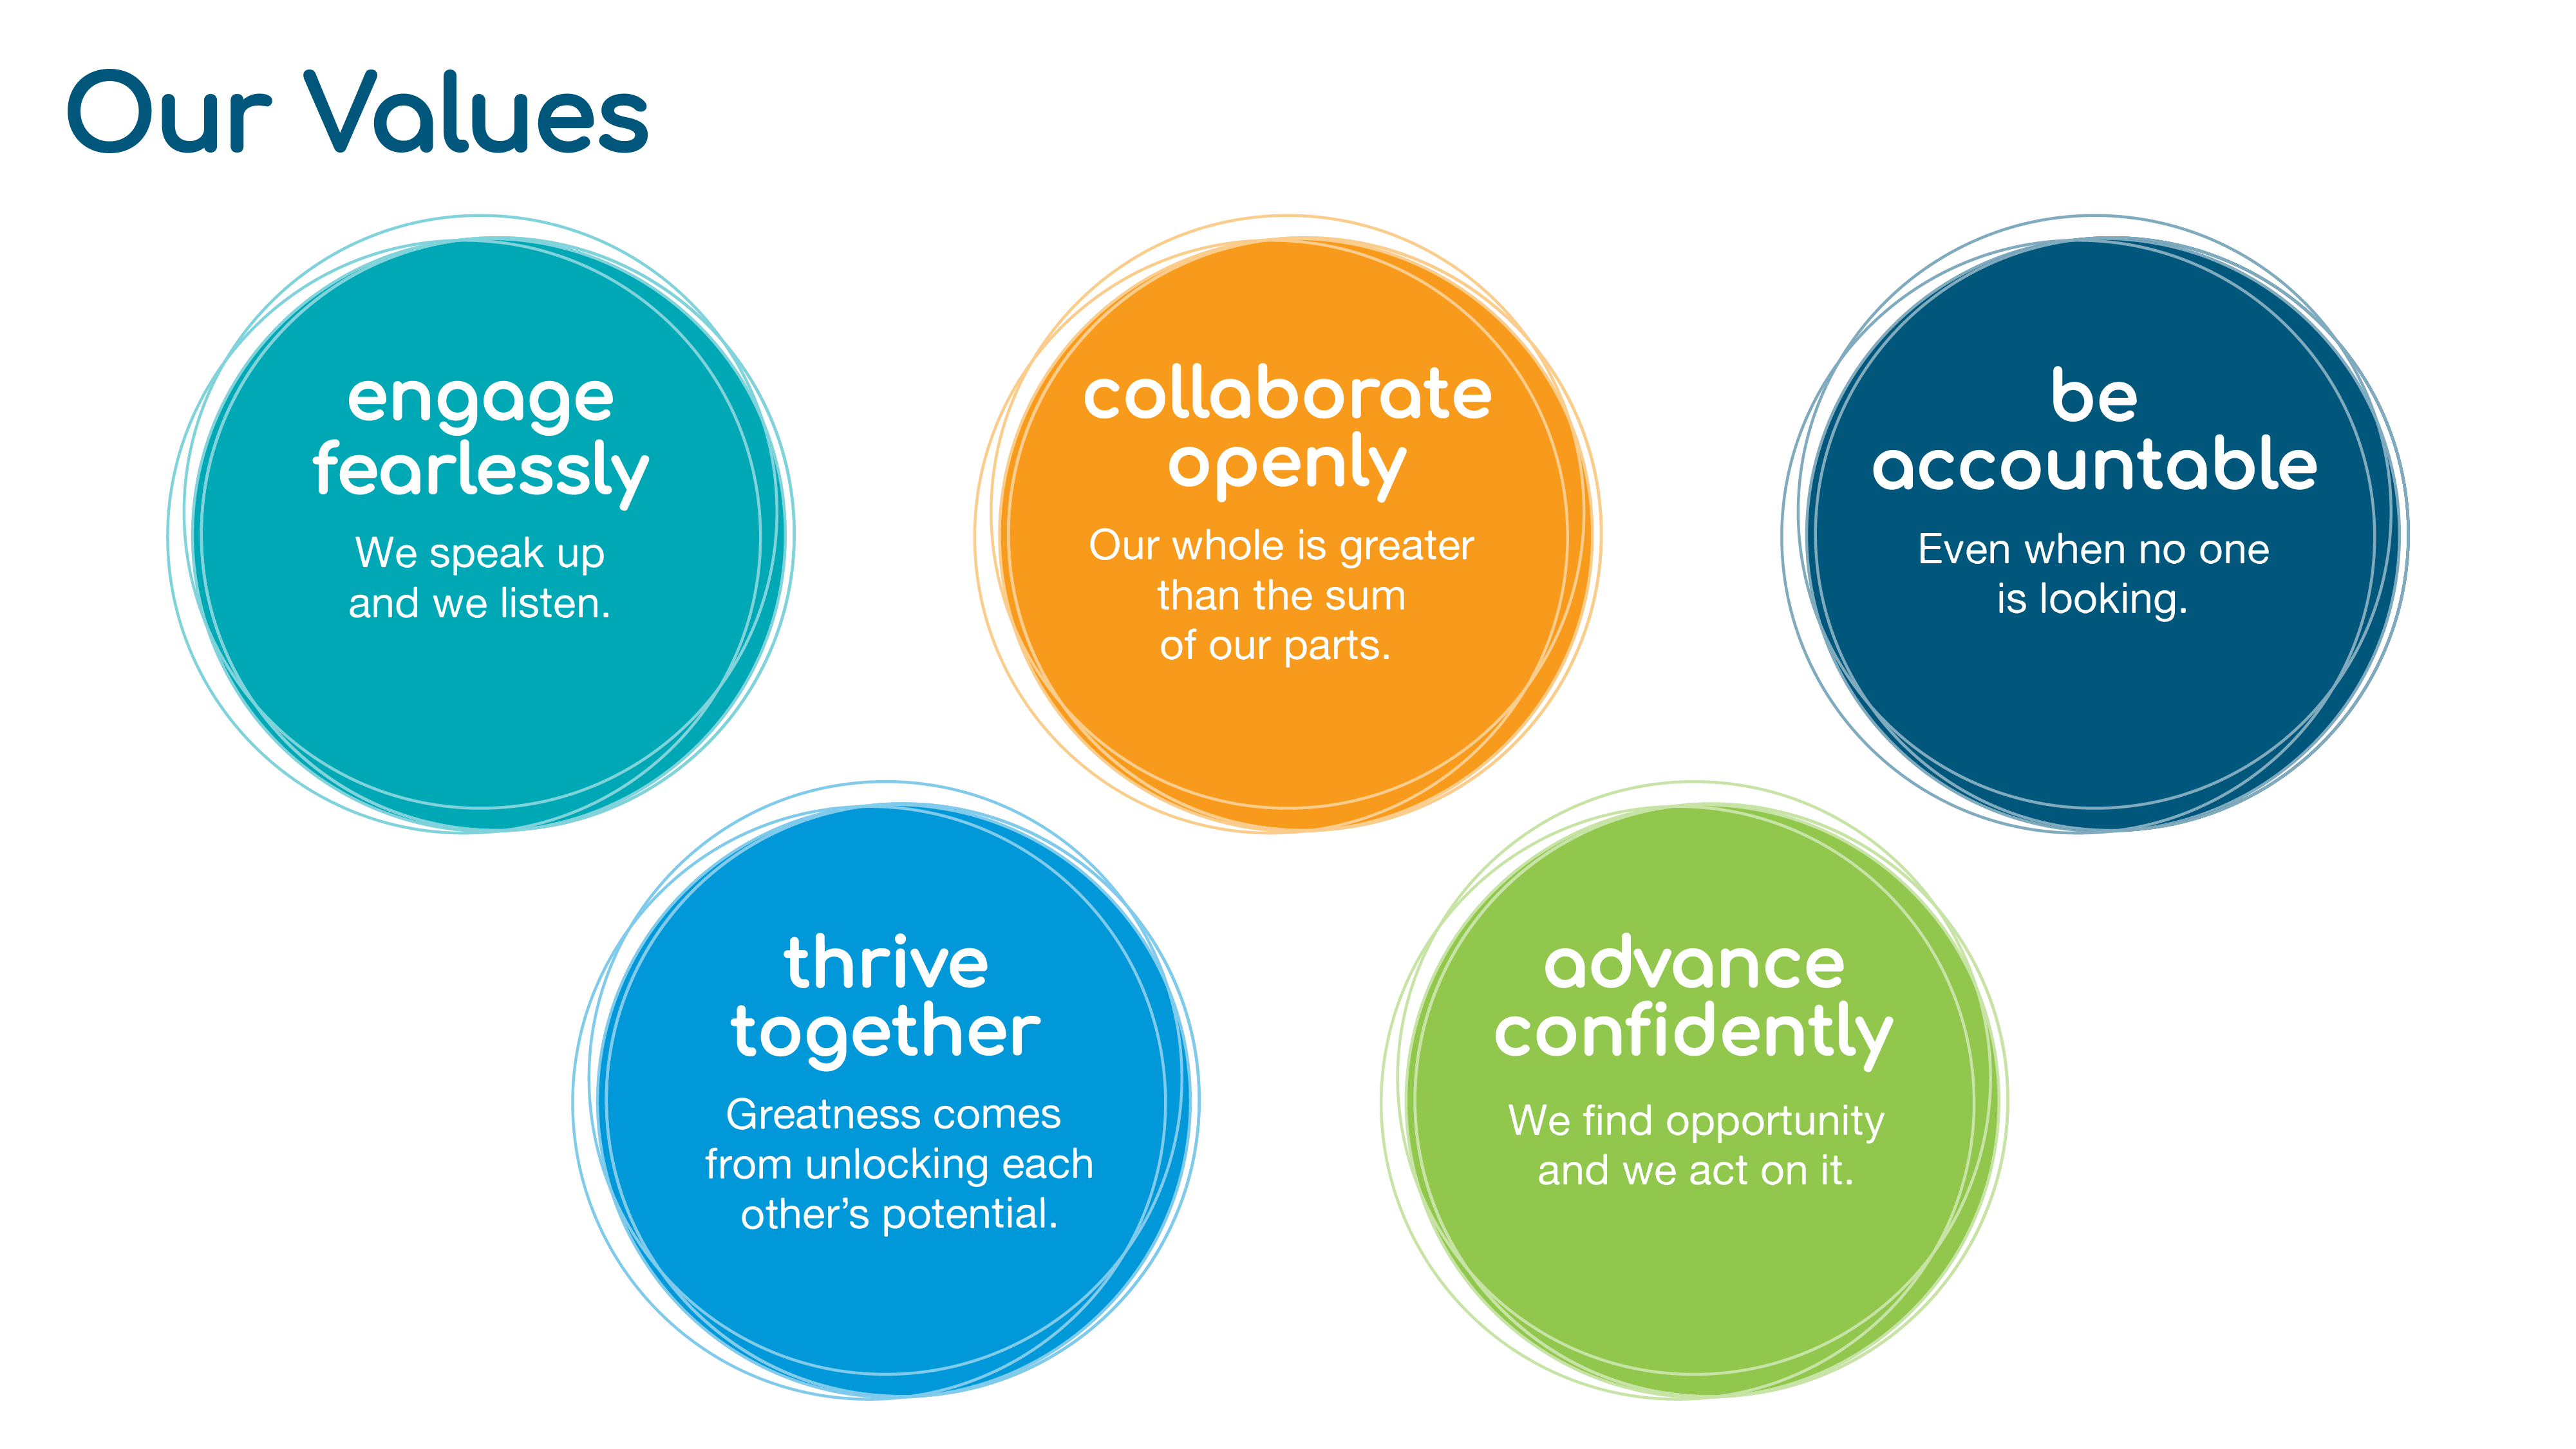 Our Values
engage
fearlessly
We speak up
and we listen.
collaborate
openly
Our whole is greater
than the sum
of our parts.
be
accountable
Even when no one
is looking.
thrive
together
Greatness comes
from unlocking each
other’s potential.
advance
confidently
We find opportunity
and we act on it.